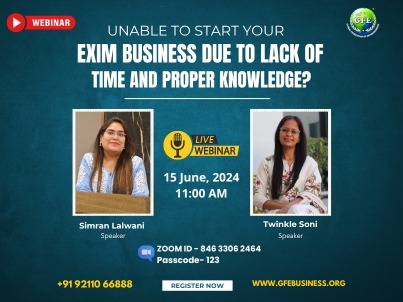 WEBINAR
GFE
UNABLE TO START YOUR
EXIM BUSINESS DUE TO LACK OF
TIME AND PROPER KNOWLEDGE?
LIVE
WEBINAR
15 June, 2024
11:00 AM
Simran Lalwani
Speaker
Twinkle Soni
Speaker
ZOOM ID - 846 3306 2464
Passcode- 123
+91 92110 66888
REGISTER NOW
WWW.GFEBUSINESS.ORG